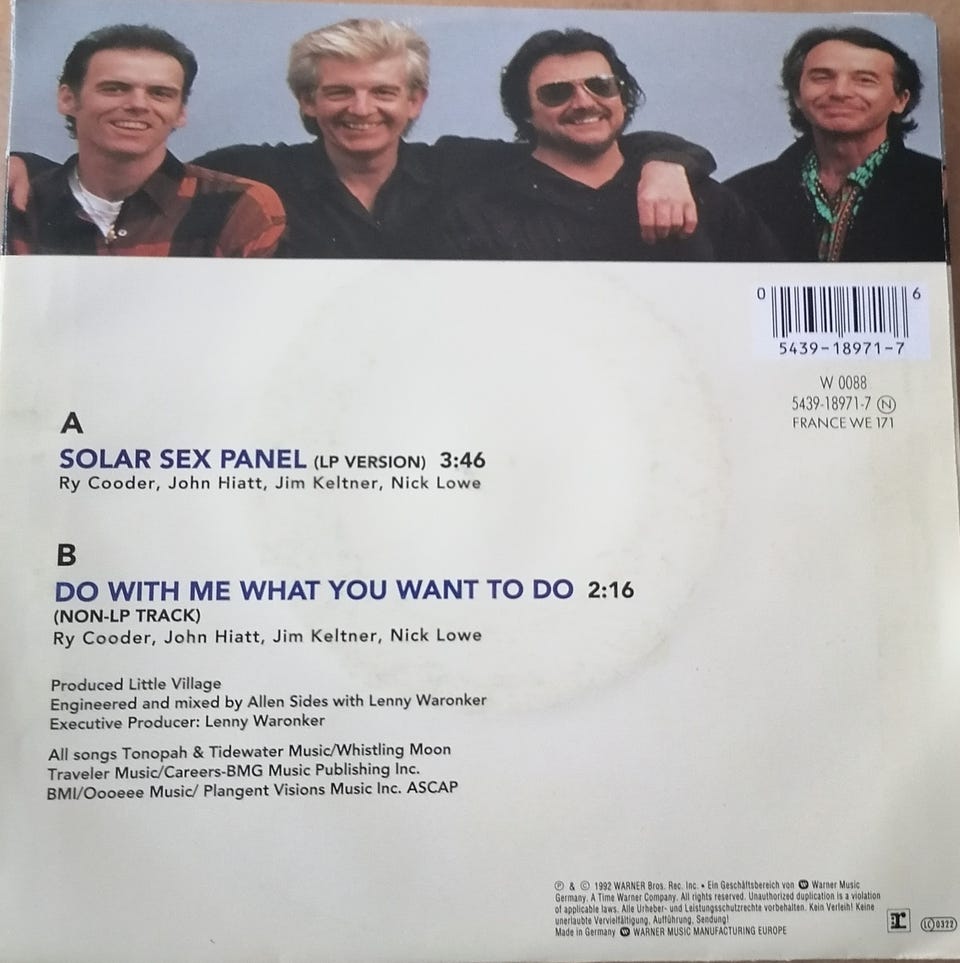 0 6
5439-18971-7
W 0088
5439-18971-7 N
FRANCE WE 171
A
SOLAR SEX PANEL (LP VERSION) 3:46
Ry Cooder, John Hiatt, Jim Keltner, Nick Lowe
B
DO WITH ME WHAT YOU WANT TO DO 2:16
(NON-LP TRACK)
Ry Cooder, John Hiatt, Jim Keltner, Nick Lowe
Produced Little Village
Engineered and mixed by Allen Sides with Lenny Waronker
Executive Producer: Lenny Waronker
All songs Tonopah & Tidewater Music/Whistling Moon
Traveler Music/Careers-BMG Music Publishing Inc.
BMI/Oooeee Music/ Plangent Visions Music Inc. ASCAP
℗ & © 1992 WARNER Bros. Rec. Inc. • Ein Geschäftsbereich von Warner Music
Germany. A Time Warner Company. All rights reserved. Unauthorized duplication is a violation
of applicable laws. Alle Urheber- und Leistungsschutzrechte vorbehalten. Kein Verleih! Keine
unerlaubte Vervielfältigung, Aufführung, Sendung!
Made in Germany WARNER MUSIC MANUFACTURING EUROPE
r
LC 0322